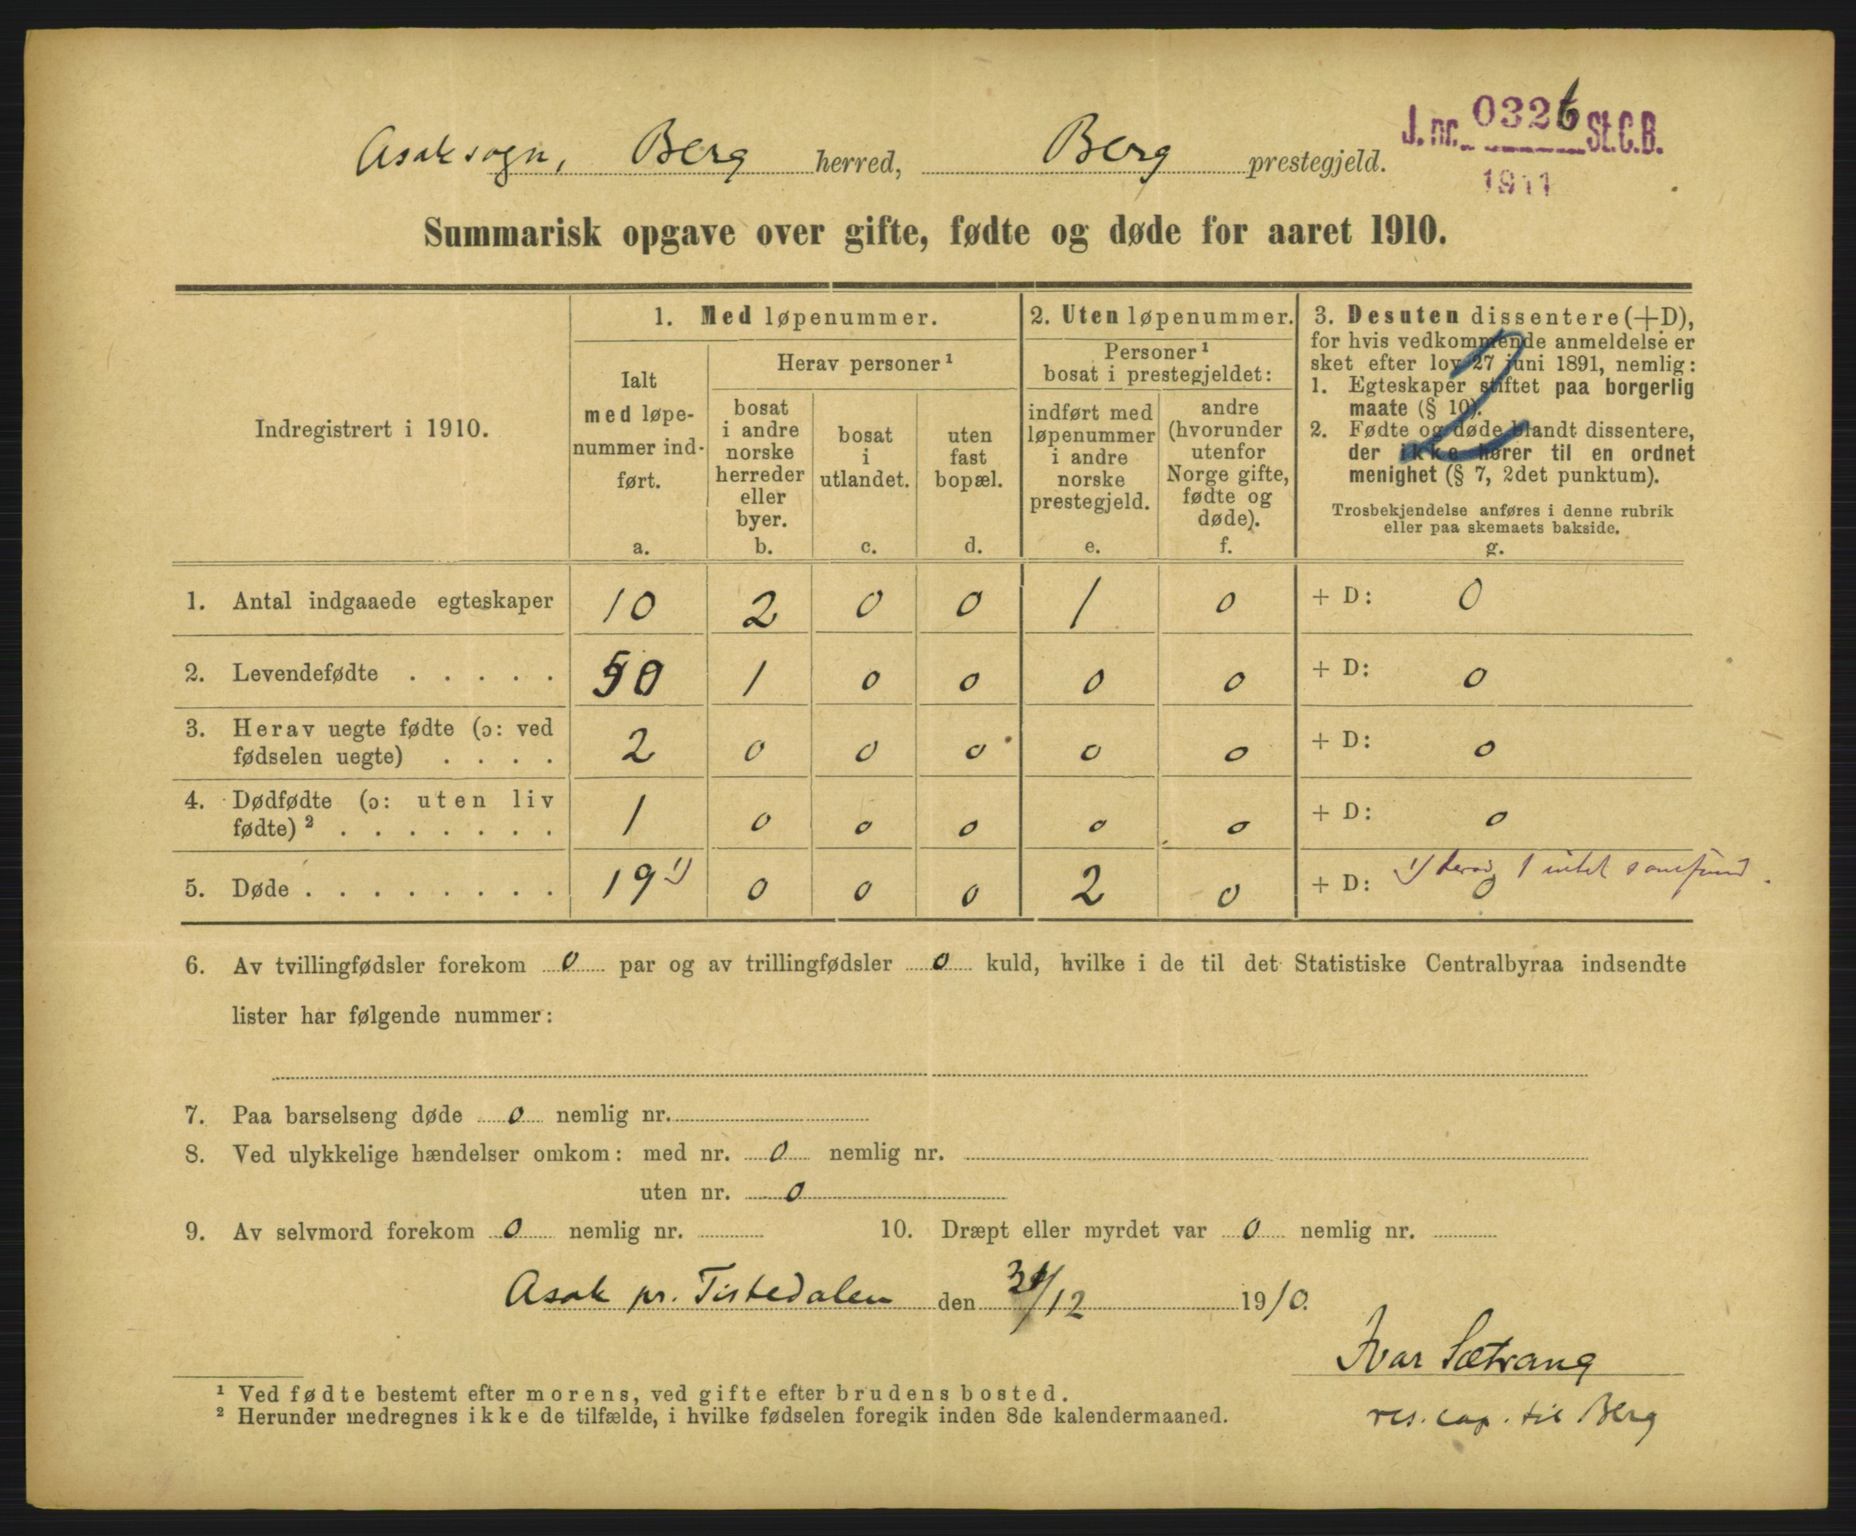 Asak sogn, Berg herred, Berg prestegjeld.
J. nr. 0326 St.C.B.
1911
Summarisk opgave over gifte, fødte og døde for aaret 1910.
Indregistrert i 1910.
1. Med løpenummer.
Ialt
med løpe-
nummer ind-
ført.
a.
Herav personer¹
bosat
i andre
norske
herreder
eller
byer.
b.
bosat
i
utlandet.
c.
uten
fast
bopæl.
d.
2. Uten løpenummer.
Personer¹
bosat i prestegjeldet:
indført med
løpenummer
i andre
norske
prestegjeld.
e.
andre
(hvorunder
utenfor
Norge gifte,
fødte og
døde).
f.
3. Desuten dissentere (+D),
for hvis vedkommende anmeldelse er
sket efter lov 27 juni 1891, nemlig:
1. Egteskaper stiftet paa borgerlig
maate (§ 10).
2. Fødte og døde blandt dissentere,
der ikke hører til en ordnet
menighet (§ 7, 2det punktum).
Trosbekjendelse anføres i denne rubrik
eller paa skemaets bakside.
g.
1. Antal indgaaede egteskaper 10 2 0 0 1 0 + D: 0
2. Levendefødte . . . . . 50 1 0 0 0 0 + D: 0
3. Herav uegte fødte (ɔ: ved
fødselen uegte) . . . . 2 0 0 0 0 0 + D: 0
4. Dødfødte (ɔ: uten liv
fødte)² . . . . . . . 1 0 0 0 0 0 + D: 0
1) herav 1 intet samfund.
5. Døde . . . . . . . . 19 1) 0 0 0 2 0 + D: 0
6. Av tvillingfødsler forekom 0 par og av trillingfødsler 0 kuld, hvilke i de til det Statistiske Centralbyraa indsendte
lister har følgende nummer:
7. Paa barselseng døde 0 nemlig nr.
8. Ved ulykkelige hændelser omkom: med nr. 0 nemlig nr.
uten nr. 0
9. Av selvmord forekom 0 nemlig nr. 10. Dræpt eller myrdet var 0 nemlig nr.
Asak pr. Tistedalen den 31/12 1910.
Ivar Sætrang
res. cap. til Berg
¹ Ved fødte bestemt efter morens, ved gifte efter brudens bosted.
² Herunder medregnes ikke de tilfælde, i hvilke fødselen foregik inden 8de kalendermaaned.